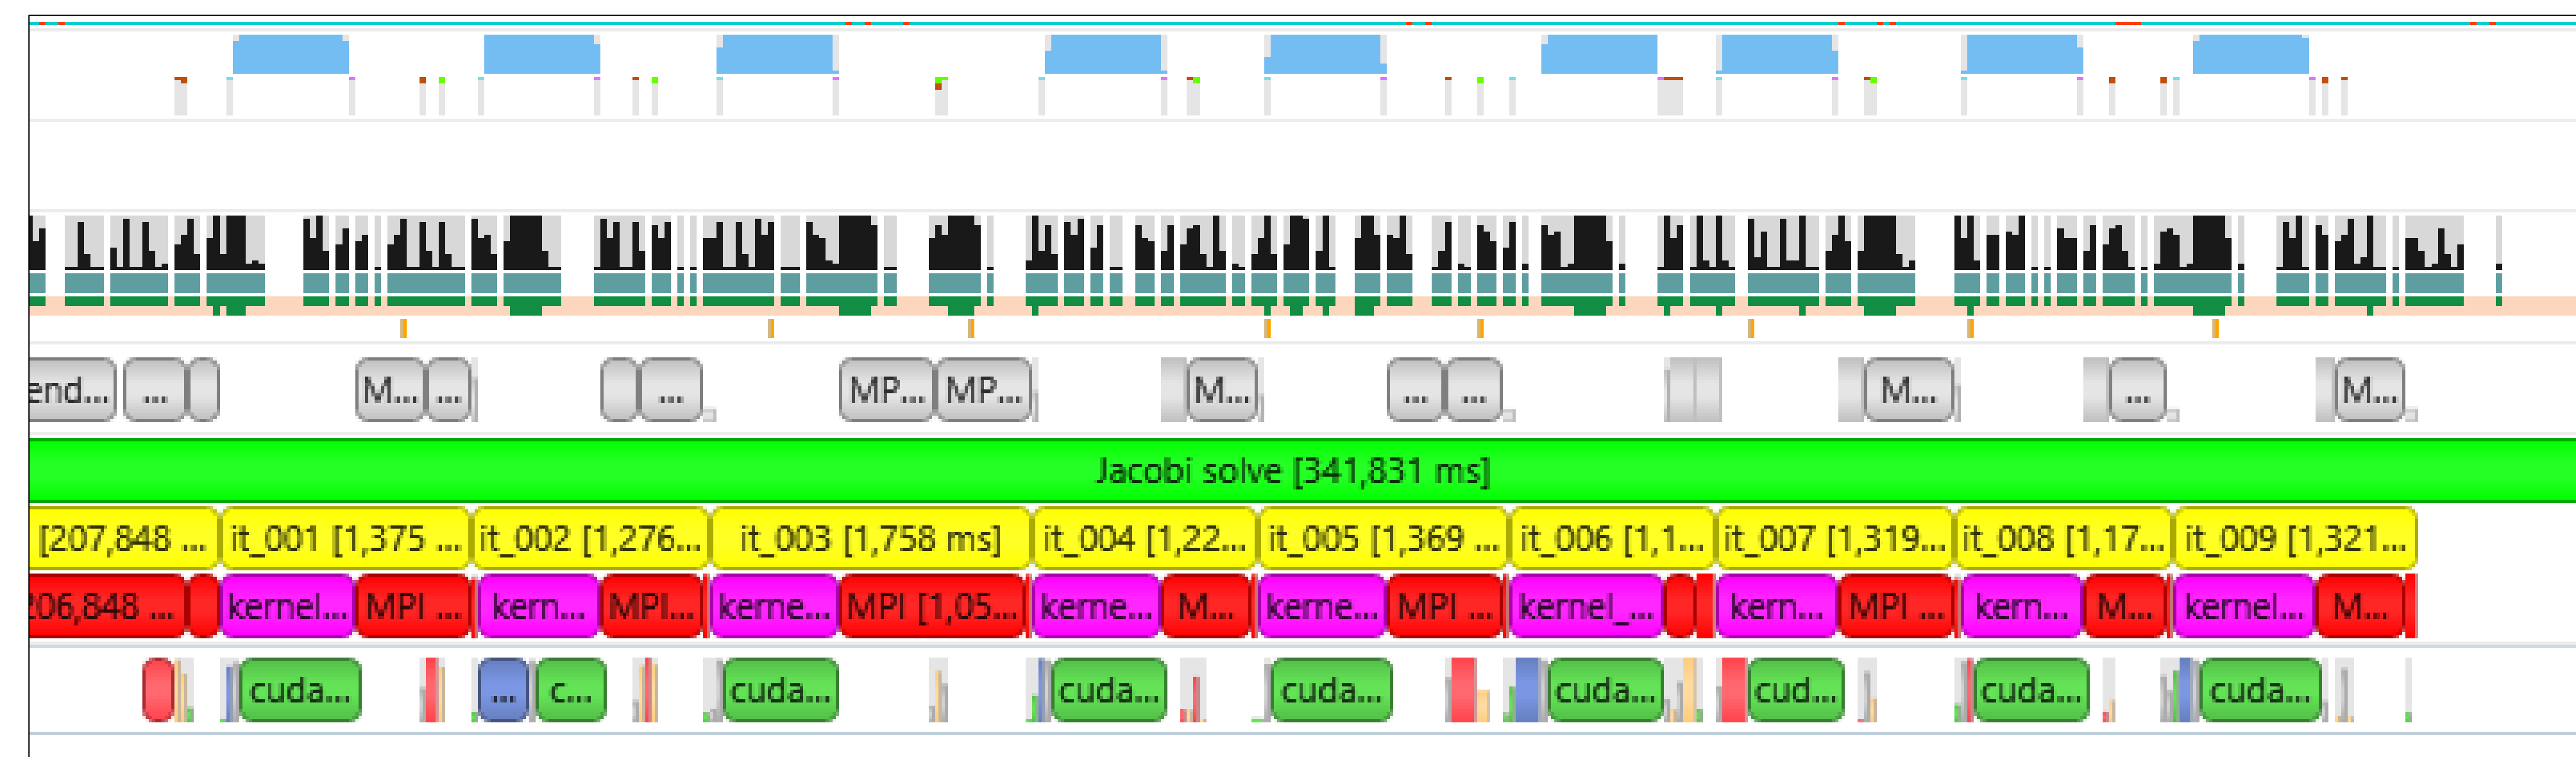 end... ... M... ... ... MP... MP... M... ... ... M... ... M...
Jacobi solve [341,831 ms]
[207,848 ... it_001 [1,375 ... it_002 [1,276... it_003 [1,758 ms] it_004 [1,22... it_005 [1,369 ... it_006 [1,1... it_007 [1,319... it_008 [1,17... it_009 [1,321...
206,848 ... kernel... MPI ... kern... MPI... kerne... MPI [1,05... kerne... M... kerne... MPI ... kernel_... kern... MPI ... kern... M... kernel... M...
cuda... ... c... cuda... cuda... cuda... cuda... cud... cuda... cuda...